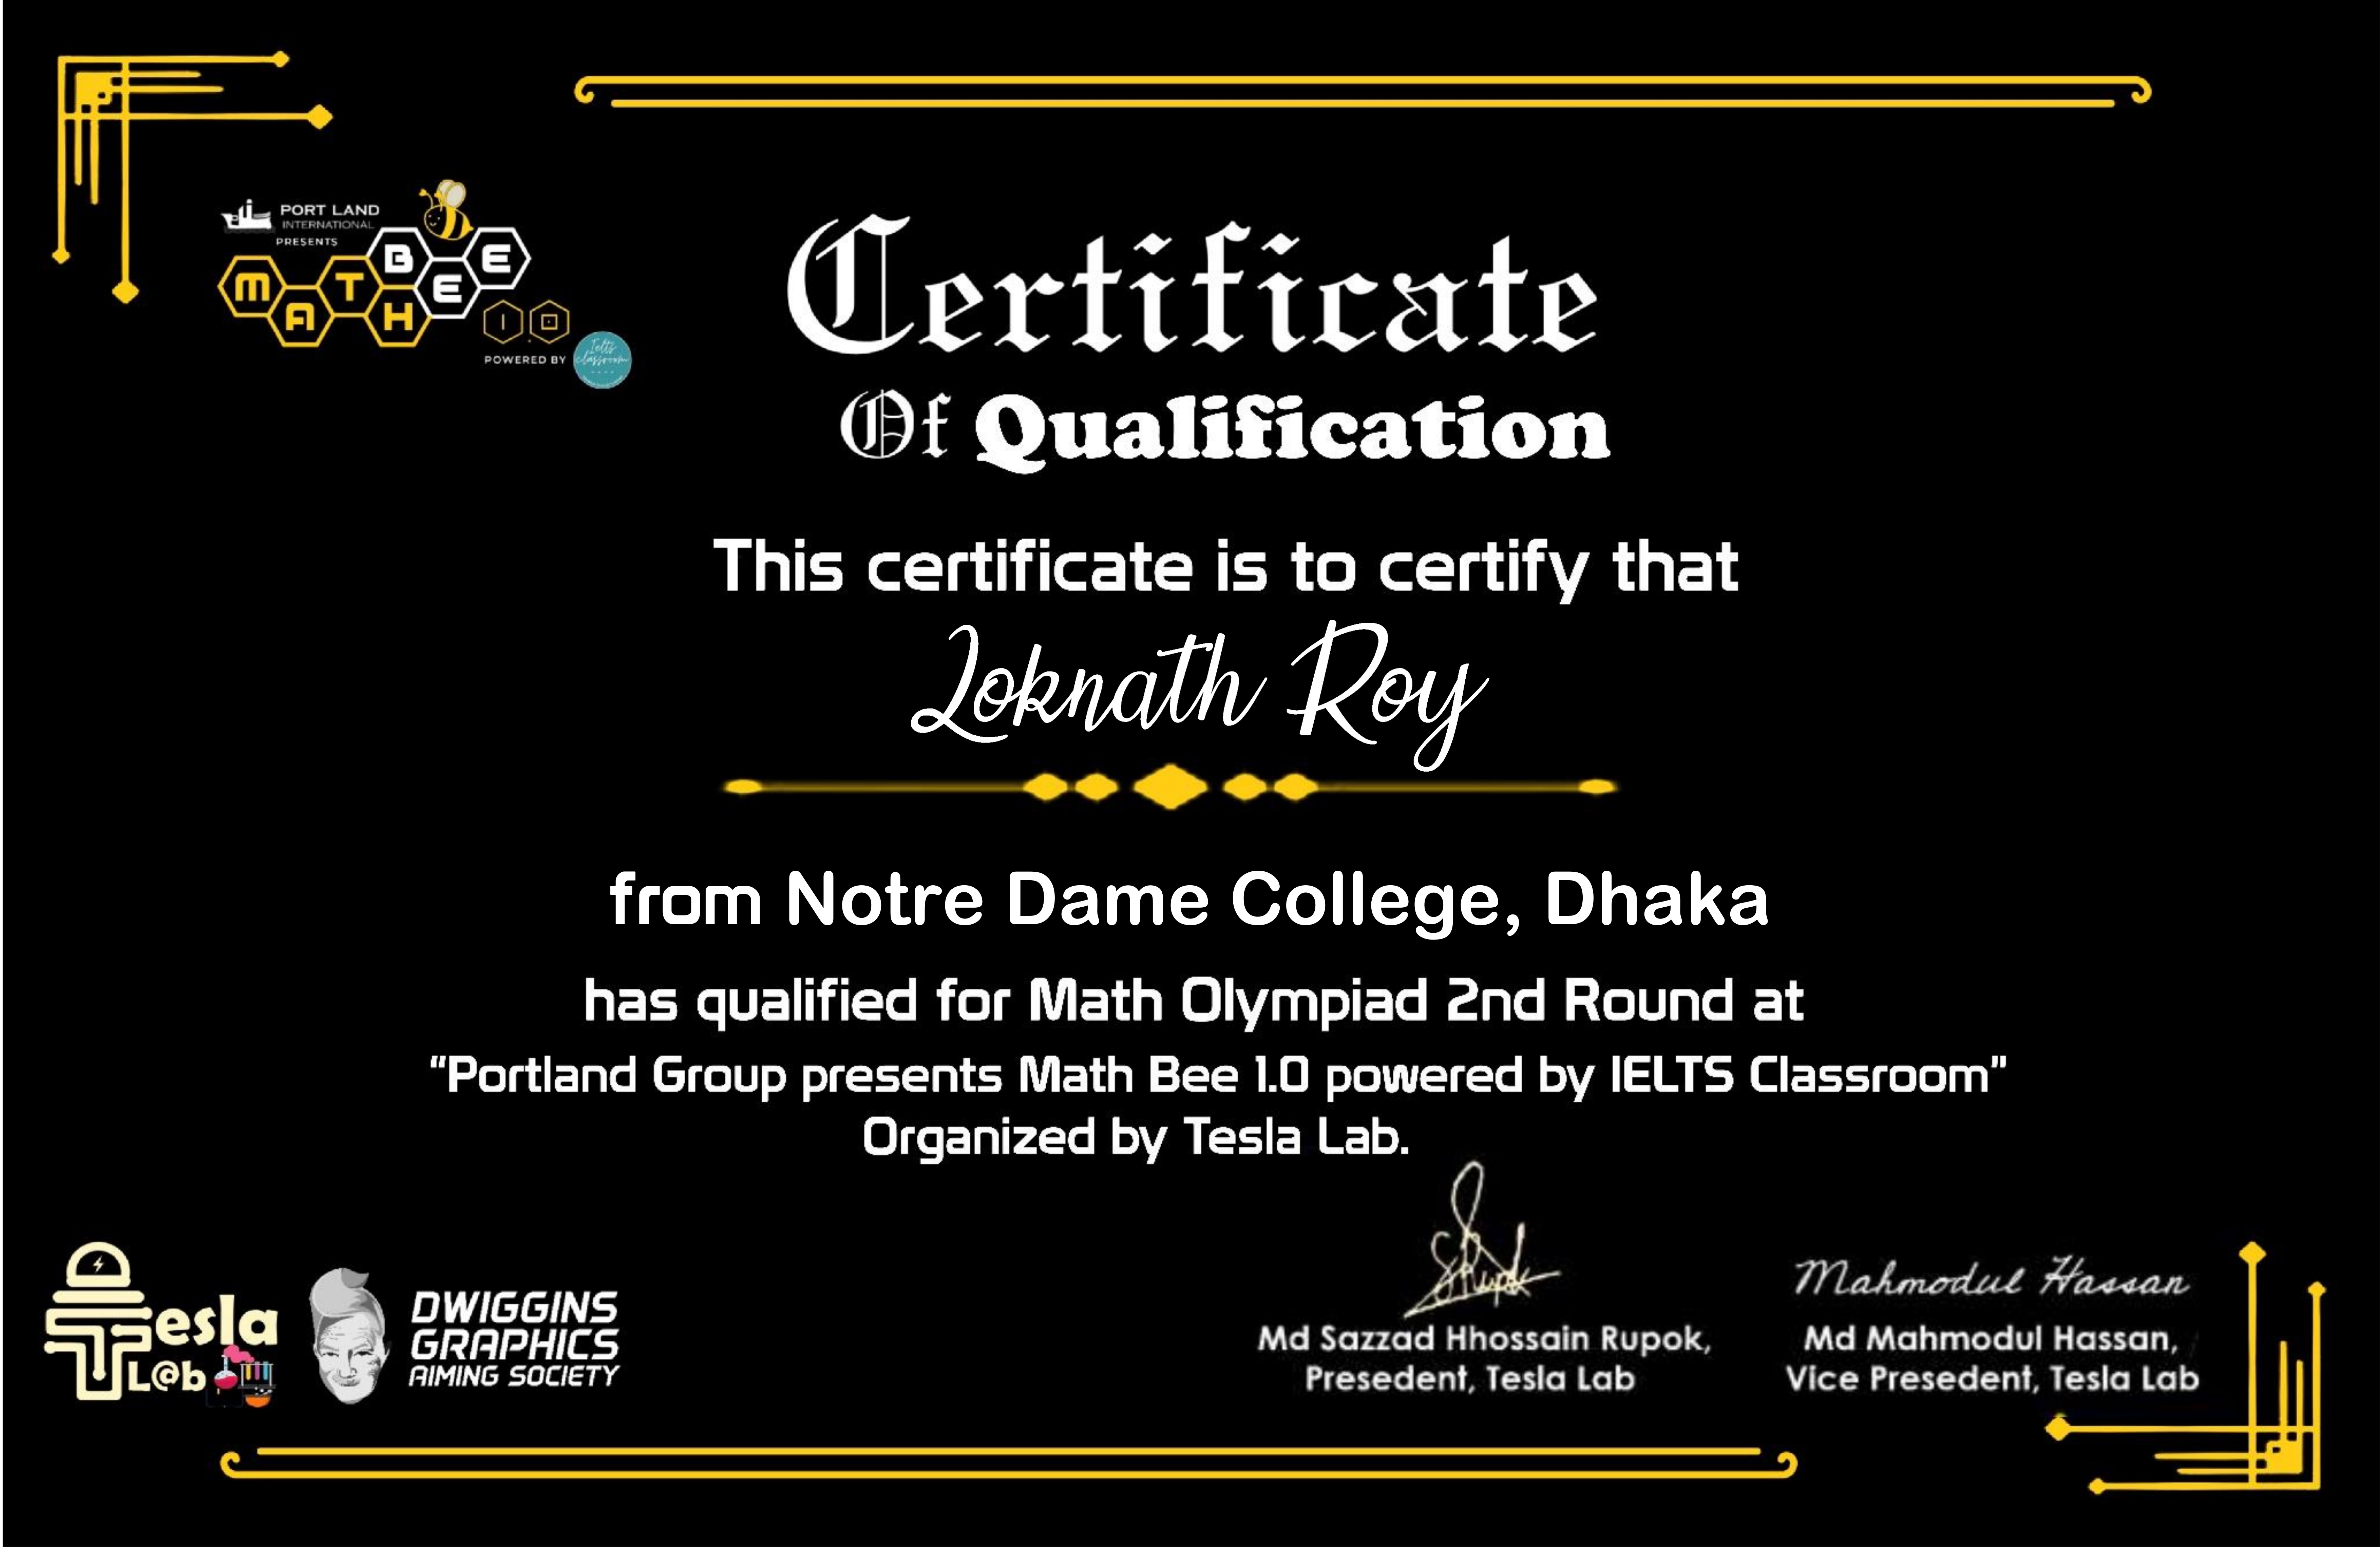 PORT LAND
INTERNATIONAL
PRESENTS
MATH BEE
1.0
POWERED BY
Ielts
classroom
Certificate
Of Qualification
This certificate is to certify that
Loknath Roy
from Notre Dame College, Dhaka
has qualified for Math Olympiad 2nd Round at
“Portland Group presents Math Bee 1.0 powered by IELTS Classroom”
Organized by Tesla Lab.
Tesla
L@b
DWIGGINS
GRAPHICS
AIMING SOCIETY
Md Sazzad Hhossain Rupok,
Presedent, Tesla Lab
Mahmodul Hassan
Md Mahmodul Hassan,
Vice Presedent, Tesla Lab